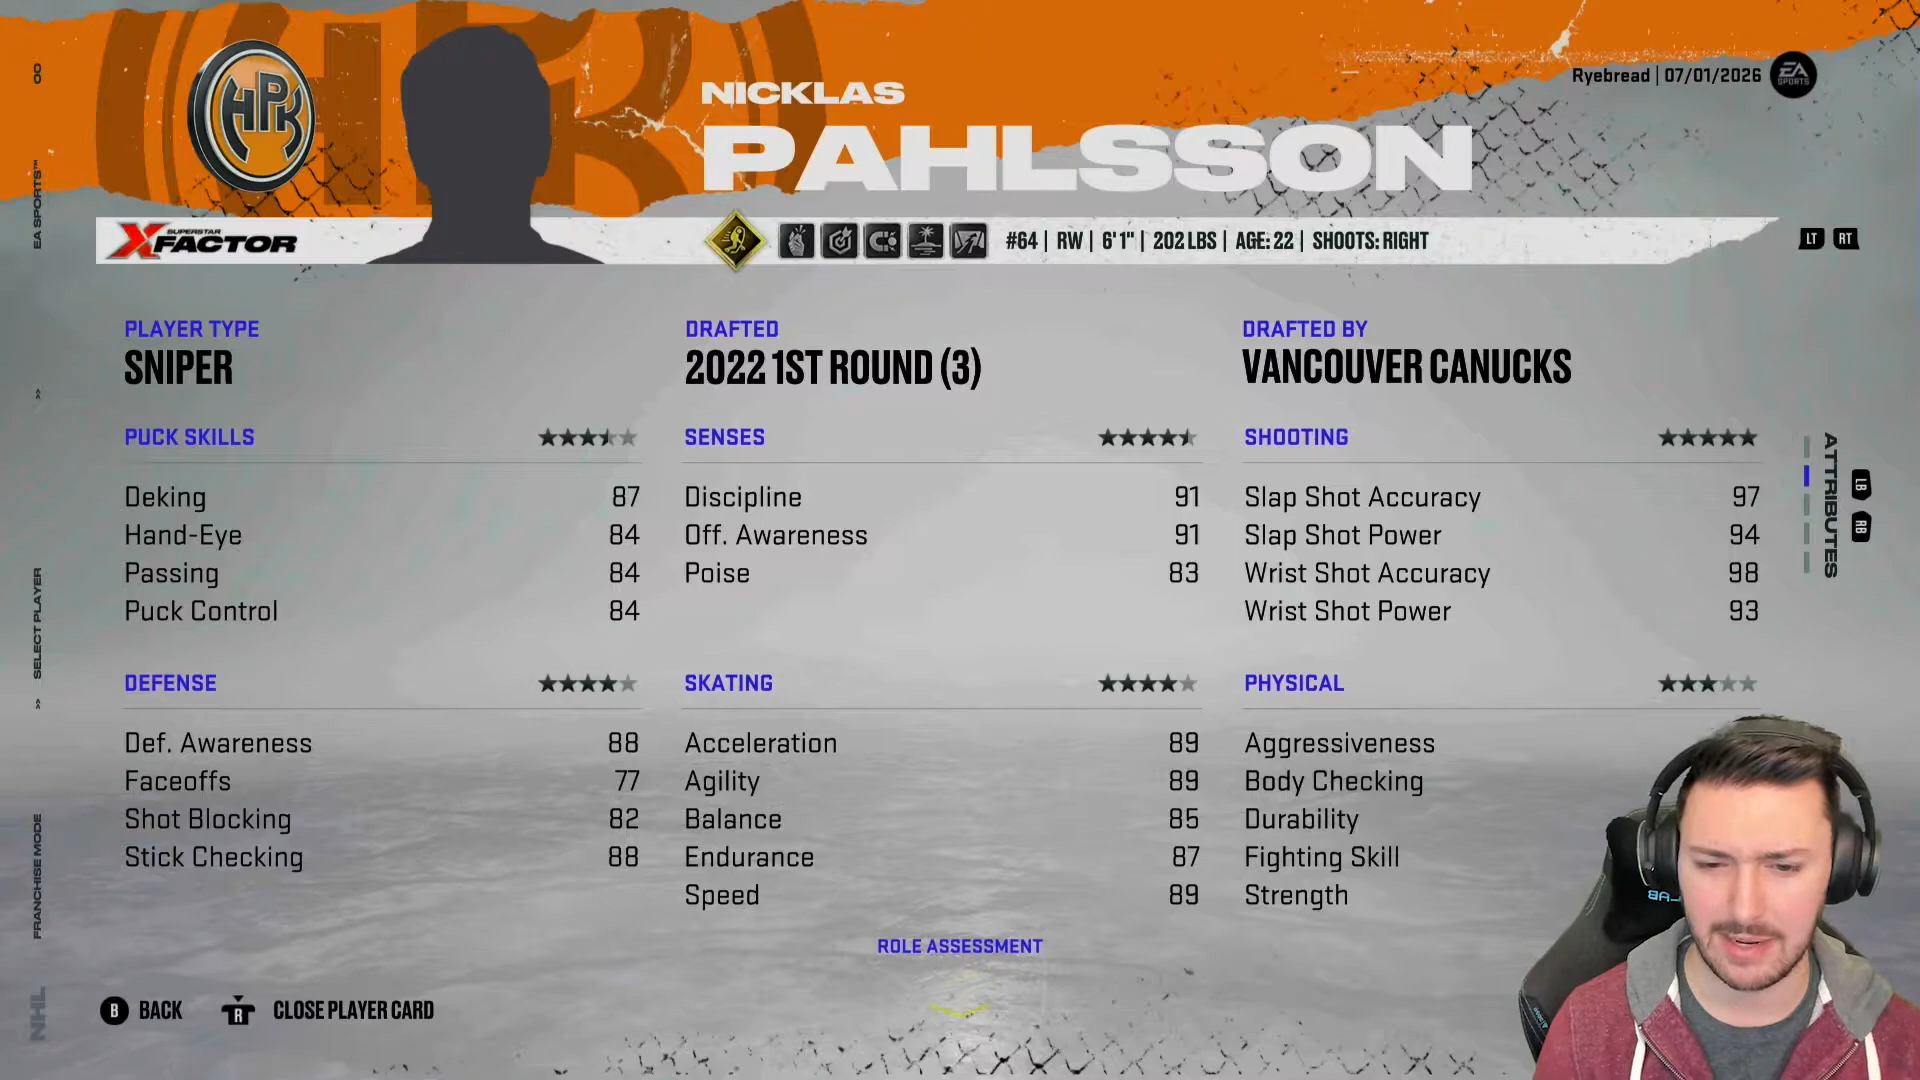 HPK
NICKLAS
PAHLSSON
Ryebread | 07/01/2026
EA SPORTS
SUPERSTAR
X FACTOR
#64 | RW | 6'1" | 202 LBS | AGE: 22 | SHOOTS: RIGHT
LT RT
PLAYER TYPE
SNIPER
DRAFTED
2022 1ST ROUND (3)
DRAFTED BY
VANCOUVER CANUCKS
PUCK SKILLS
Deking 87
Hand-Eye 84
Passing 84
Puck Control 84
SENSES
Discipline 91
Off. Awareness 91
Poise 83
SHOOTING
Slap Shot Accuracy 97
Slap Shot Power 94
Wrist Shot Accuracy 98
Wrist Shot Power 93
DEFENSE
Def. Awareness 88
Faceoffs 77
Shot Blocking 82
Stick Checking 88
SKATING
Acceleration 89
Agility 89
Balance 85
Endurance 87
Speed 89
PHYSICAL
Aggressiveness
Body Checking
Durability
Fighting Skill
Strength
ROLE ASSESSMENT
B BACK
R CLOSE PLAYER CARD
ATTRIBUTES
LB RB
EA SPORTS™
>> SELECT PLAYER
>> FRANCHISE MODE
NHL